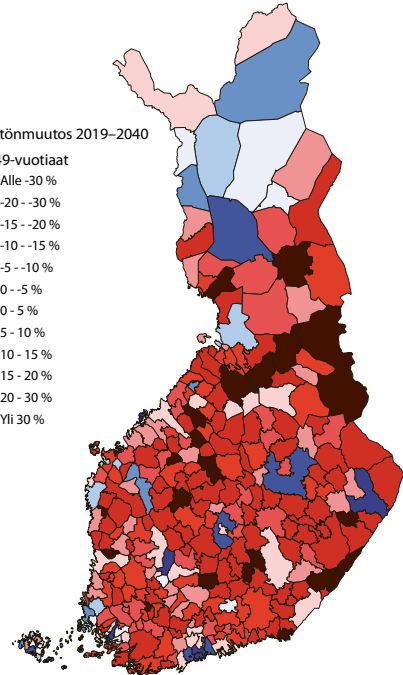 tönmuutos 2019–2040
49-vuotiaat
Alle -30 %
-20 - -30 %
-15 - -20 %
-10 - -15 %
-5 - -10 %
0 - -5 %
0 - 5 %
5 - 10 %
10 - 15 %
15 - 20 %
20 - 30 %
Yli 30 %